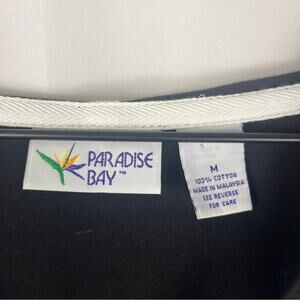 PARADISE
BAY™
M
100% COTTON
MADE IN MALAYSIA
SEE REVERSE
FOR CARE